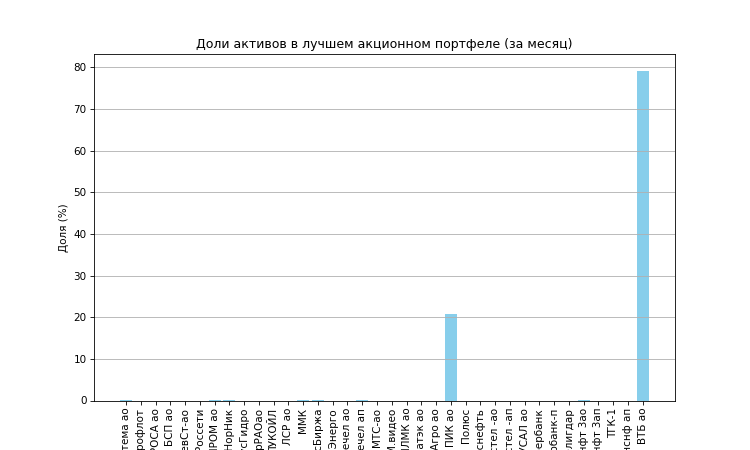 Доли активов в лучшем акционном портфеле (за месяц)
Доля (%)
80
70
60
50
40
30
20
10
0
тема ао
рофлот
РОСА ао
БСП ао
евСт-ао
Россети
ПРОМ ао
НорНик
сГидро
рРАОао
ЛУКОЙЛ
ЛСР ао
ММК
сБиржа
Энерго
ечел ао
ечел ап
МТС-ао
М.видео
НЛМК ао
атэк ао
Агро ао
ПИК ао
Полюс
снефть
стел -ао
стел -ап
УСАЛ ао
ербанк
рбанк-п
лигдар
нфт 3ао
нфт 3ап
ТГК-1
нснф ап
ВТБ ао